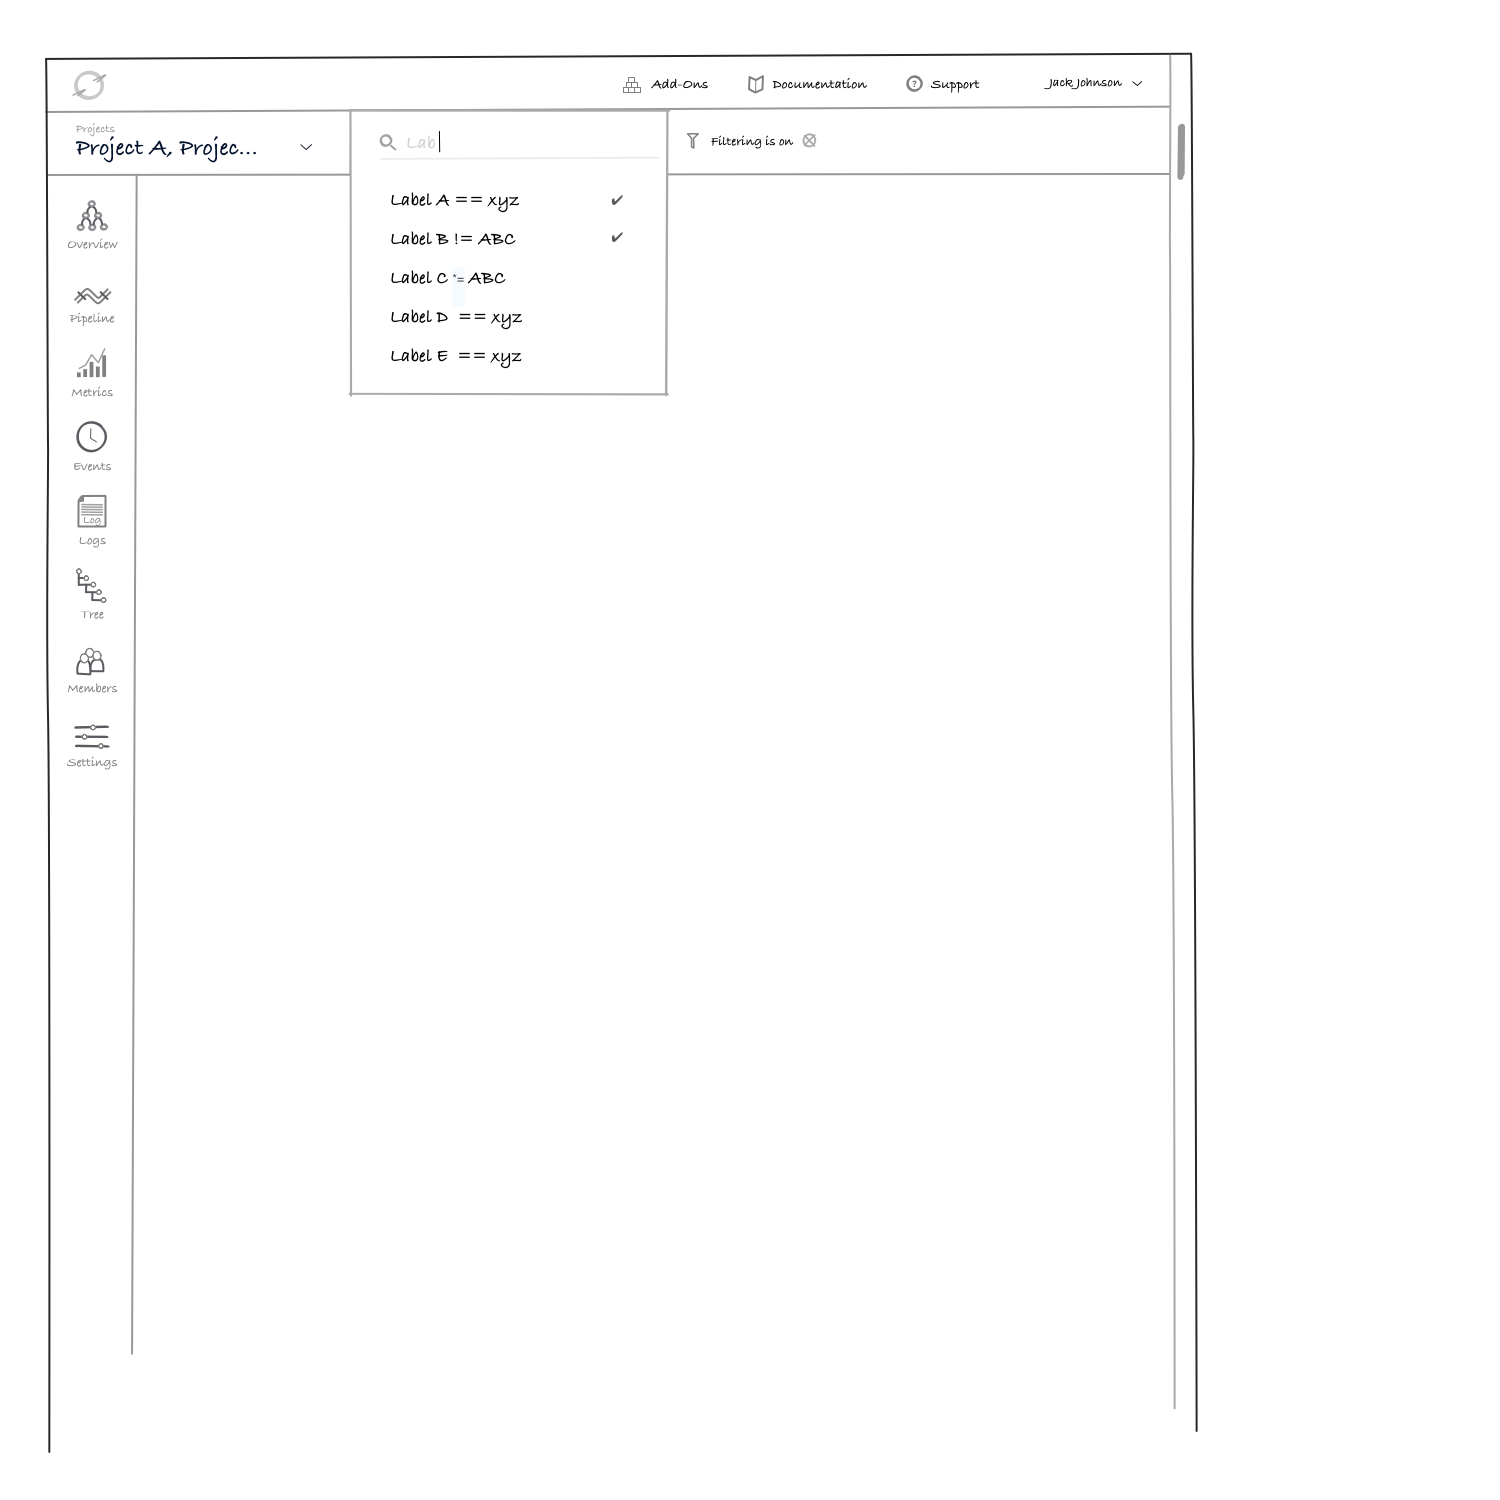 Add-Ons Documentation ? Support Jack Johnson
Projects
Project A, Projec...
Lab
Filtering is on
Label A == xyz ✔
Label B != ABC ✔
Label C *= ABC
Label D == xyz
Label E == xyz
Overview
Pipeline
Metrics
Events
Log
Logs
Tree
Members
Settings